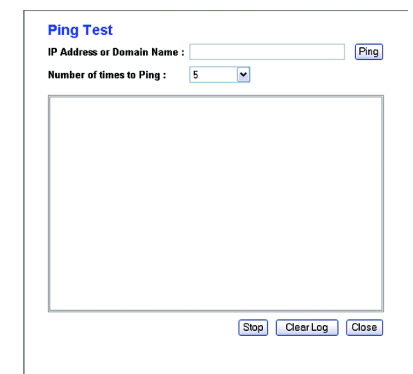 Ping Test
IP Address or Domain Name : Ping
Number of times to Ping : 5
Stop Clear Log Close